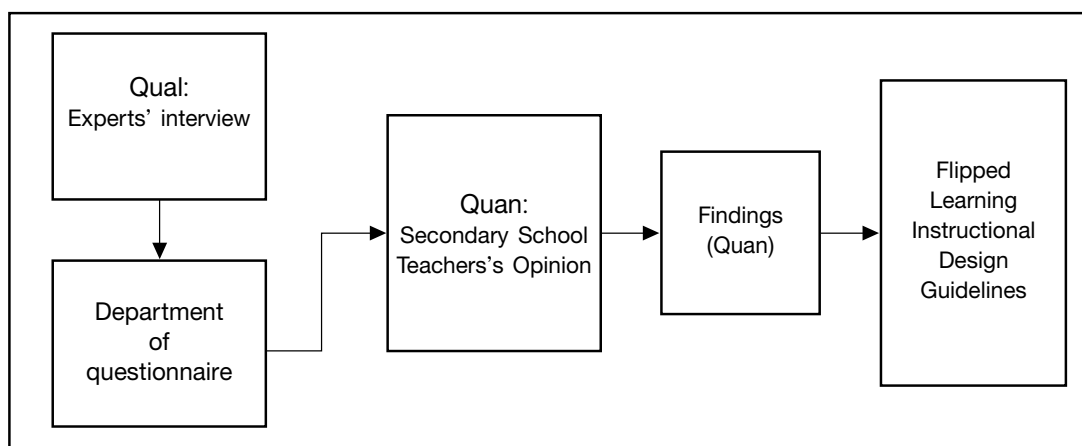 Qual:
Experts’ interview
Department
of
questionnaire
Quan:
Secondary School
Teachers’s Opinion
Findings
(Quan)
Flipped
Learning
Instructional
Design
Guidelines